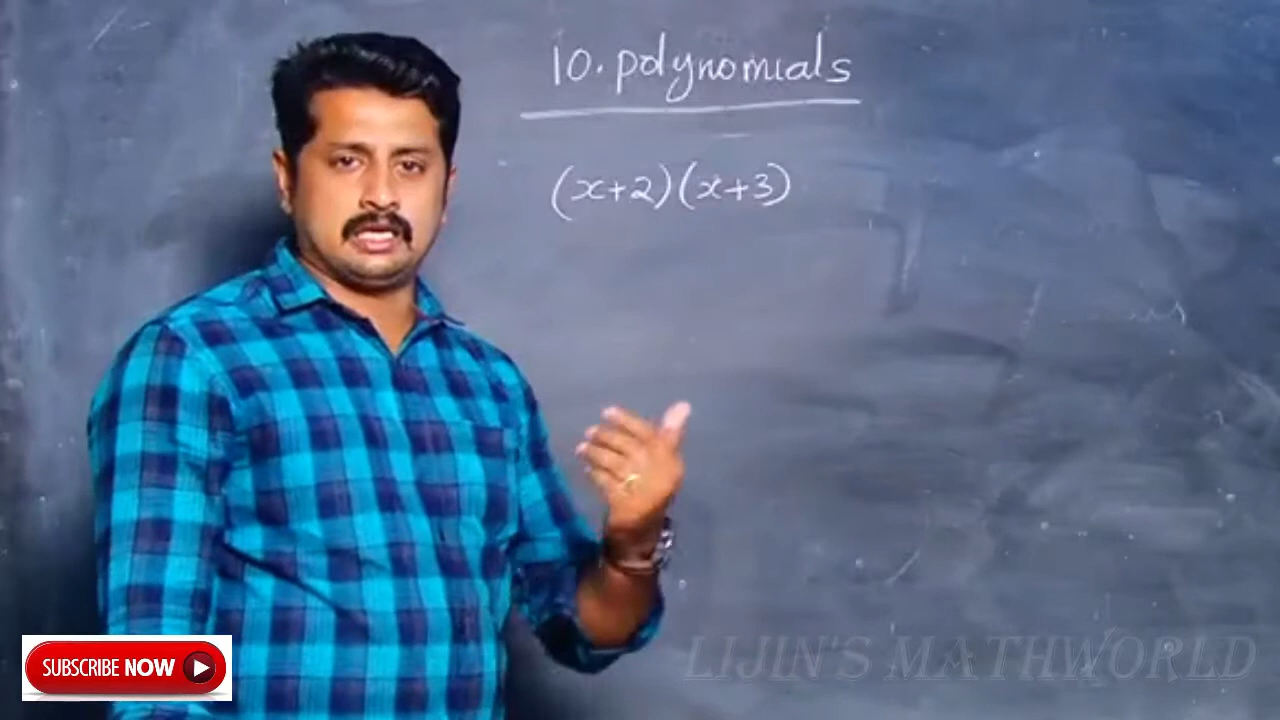 10. polynomials
(x+2)(x+3)
SUBSCRIBE NOW
LIJIN'S MATHWORLD